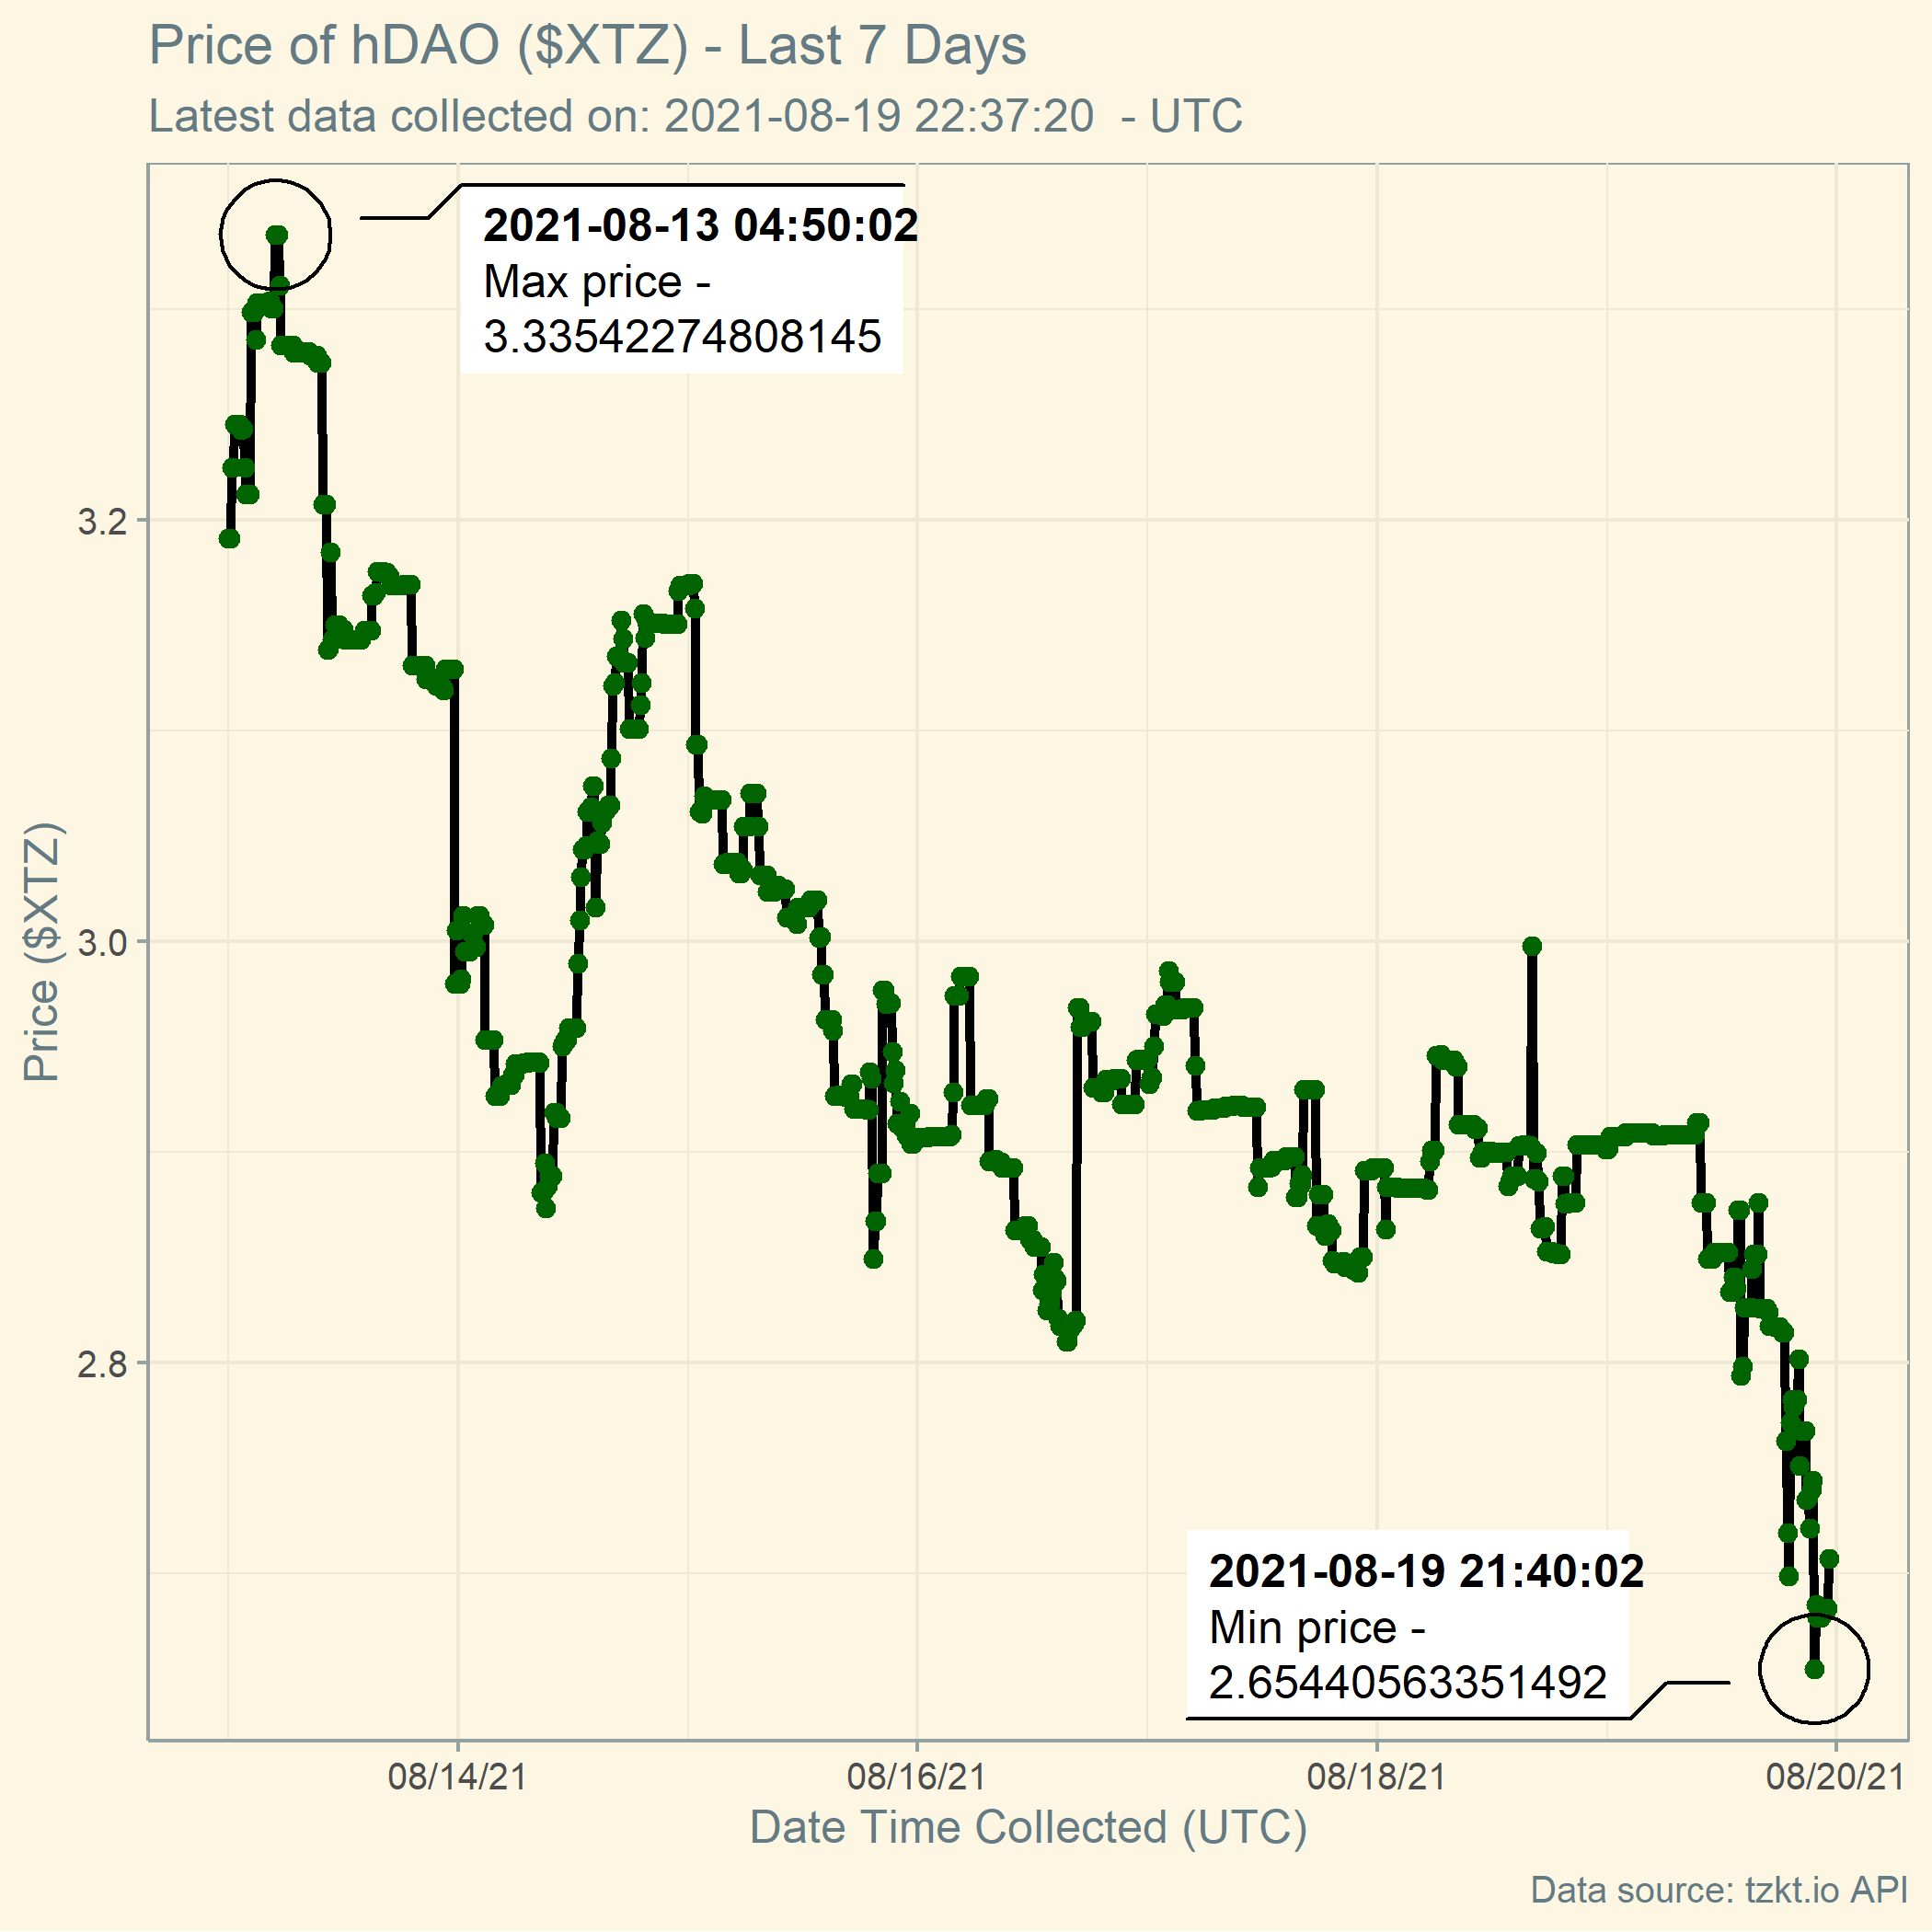 Price of hDAO ($XTZ) - Last 7 Days
Latest data collected on: 2021-08-19 22:37:20  - UTC
2021-08-13 04:50:02
Max price -
3.33542274808145
3.2
3.0
2.8
Price ($XTZ)
2021-08-19 21:40:02
Min price -
2.65440563351492
08/14/21
08/16/21
08/18/21
08/20/21
Date Time Collected (UTC)
Data source: tzkt.io API